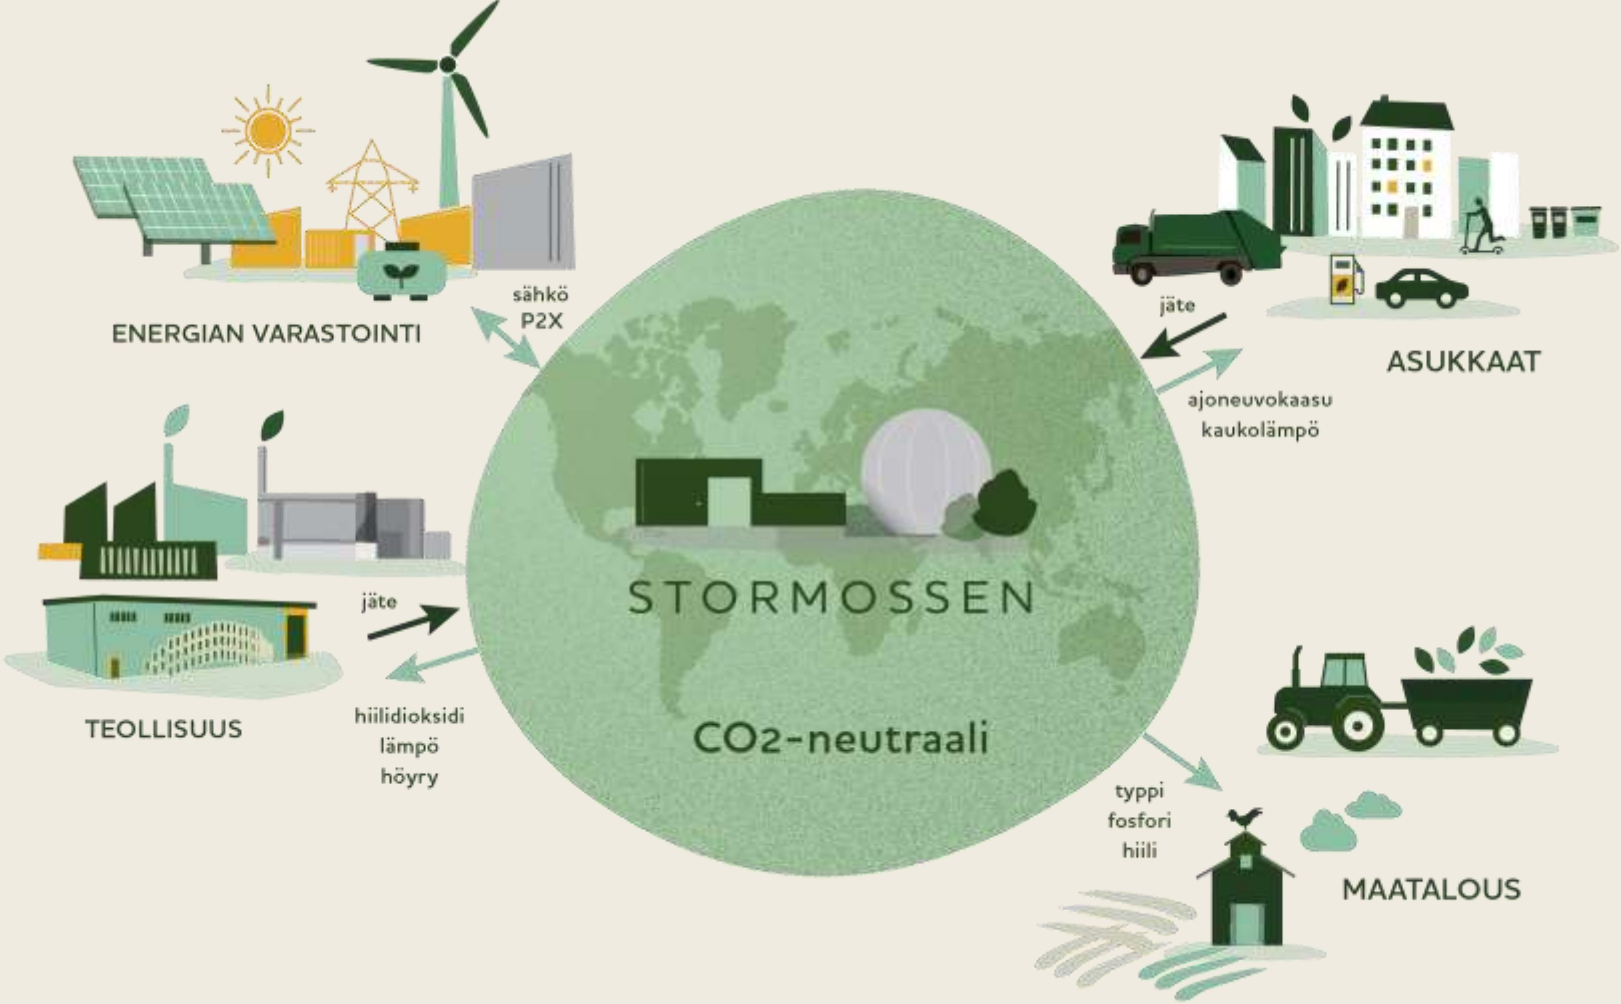 sähkö
P2X
ENERGIAN VARASTOINTI
jäte
ASUKKAAT
ajoneuvokaasu
kaukolämpö
STORMOSSEN
CO2-neutraali
jäte
TEOLLISUUS
hiilidioksidi
lämpö
höyry
typpi
fosfori
hiili
MAATALOUS